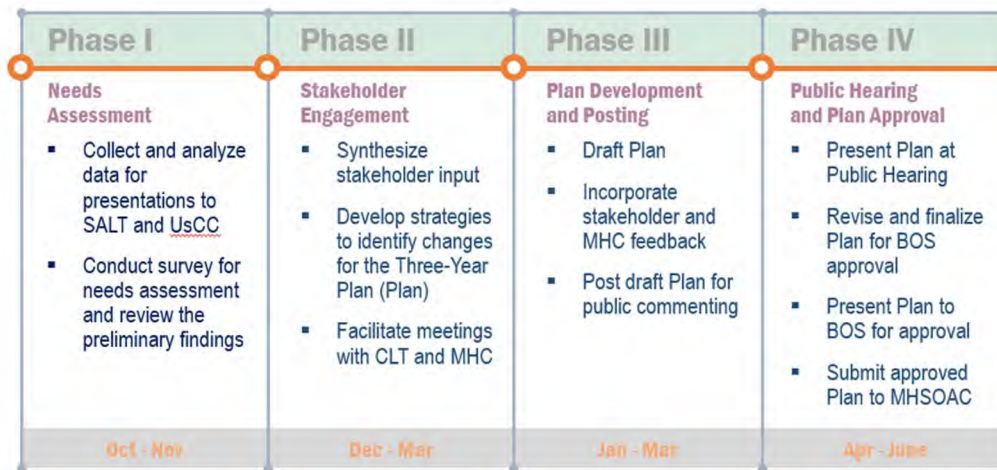 Phase I
Needs
Assessment
▪ Collect and analyze
data for
presentations to
SALT and UsCC
▪ Conduct survey for
needs assessment
and review the
preliminary findings
Oct - Nov
Phase II
Stakeholder
Engagement
▪ Synthesize
stakeholder input
▪ Develop strategies
to identify changes
for the Three-Year
Plan (Plan)
▪ Facilitate meetings
with CLT and MHC
Dec - Mar
Phase III
Plan Development
and Posting
▪ Draft Plan
▪ Incorporate
stakeholder and
MHC feedback
▪ Post draft Plan for
public commenting
Jan - Mar
Phase IV
Public Hearing
and Plan Approval
▪ Present Plan at
Public Hearing
▪ Revise and finalize
Plan for BOS
approval
▪ Present Plan to
BOS for approval
▪ Submit approved
Plan to MHSOAC
Apr - June